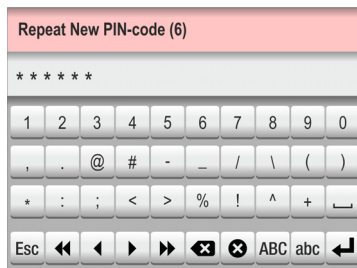 Repeat New PIN-code (6)
* * * * * *
1 2 3 4 5 6 7 8 9 0
, . @ # - _ / \ ( )
* : ; < > % ! ^ +
Esc ABC abc